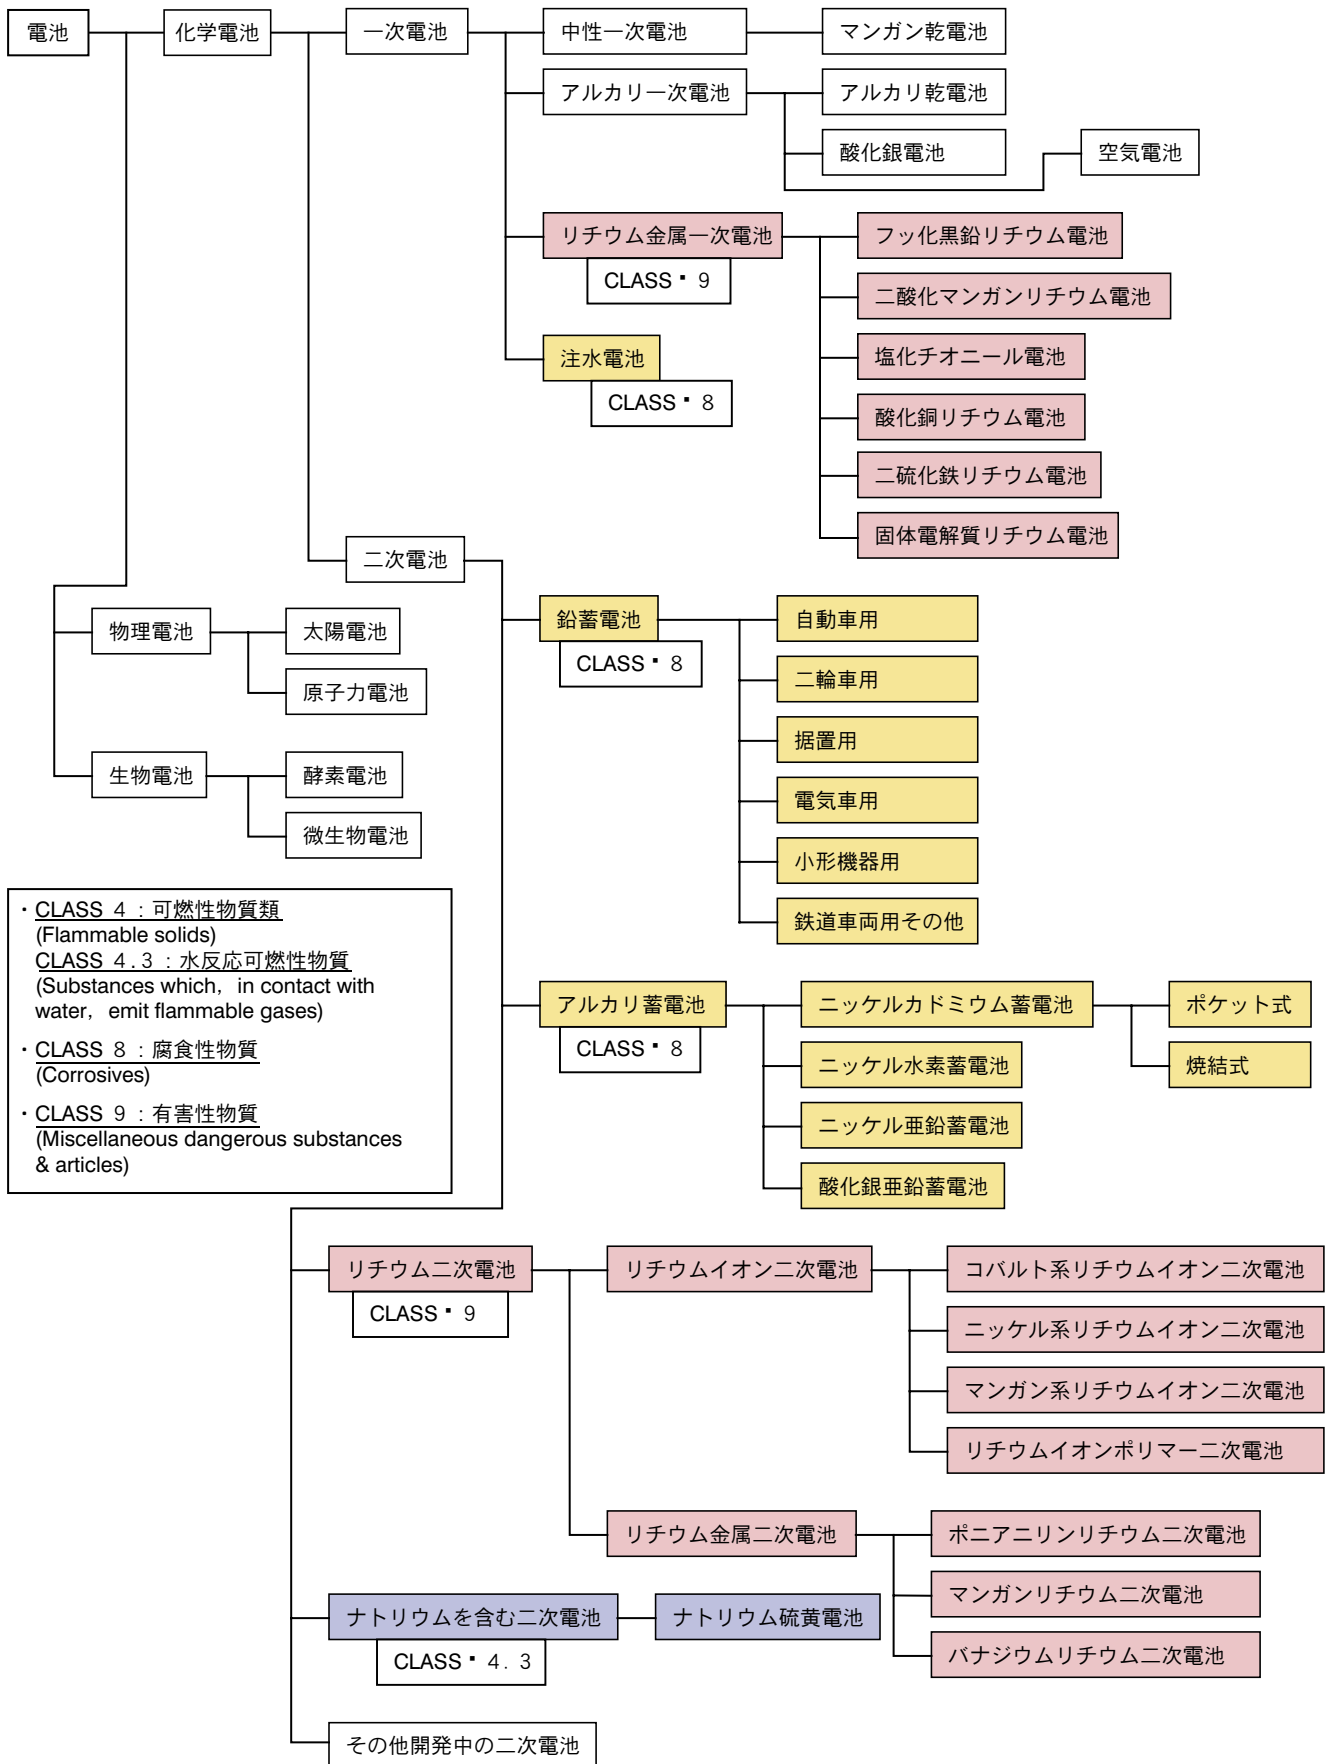 電池
化学電池
一次電池
中性一次電池
マンガン乾電池
アルカリ一次電池
アルカリ乾電池
酸化銀電池
空気電池
リチウム金属一次電池
CLASS・9
フッ化黒鉛リチウム電池
二酸化マンガンリチウム電池
塩化チオニール電池
酸化銅リチウム電池
二硫化鉄リチウム電池
固体電解質リチウム電池
注水電池
CLASS・8
二次電池
物理電池
太陽電池
原子力電池
生物電池
酵素電池
微生物電池
鉛蓄電池
CLASS・8
自動車用
二輪車用
据置用
電気車用
小形機器用
鉄道車両用その他
・CLASS 4：可燃性物質類
(Flammable solids)
CLASS 4.3：水反応可燃性物質
(Substances which, in contact with
water, emit flammable gases)
・CLASS 8：腐食性物質
(Corrosives)
・CLASS 9：有害性物質
(Miscellaneous dangerous substances
& articles)
アルカリ蓄電池
CLASS・8
ニッケルカドミウム蓄電池
ポケット式
焼結式
ニッケル水素蓄電池
ニッケル亜鉛蓄電池
酸化銀亜鉛蓄電池
リチウム二次電池
CLASS・9
リチウムイオン二次電池
コバルト系リチウムイオン二次電池
ニッケル系リチウムイオン二次電池
マンガン系リチウムイオン二次電池
リチウムイオンポリマー二次電池
リチウム金属二次電池
ポニアニリンリチウム二次電池
マンガンリチウム二次電池
バナジウムリチウム二次電池
ナトリウムを含む二次電池
CLASS・4.3
ナトリウム硫黄電池
その他開発中の二次電池